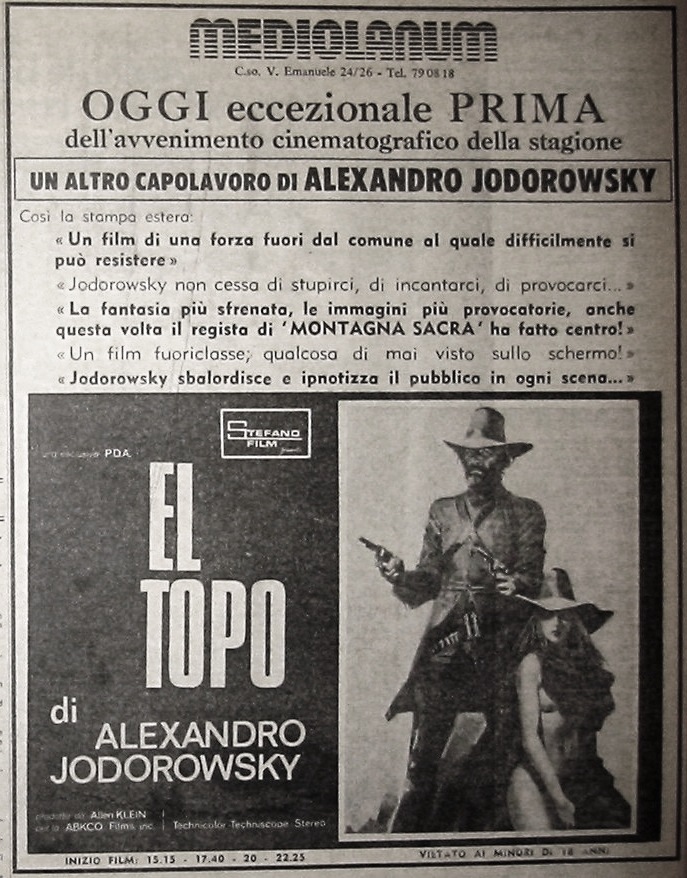 MEDIOLANUM
C.so. V. Emanuele 24/26 - Tel. 790818
OGGI eccezionale PRIMA
dell'avvenimento cinematografico della stagione
UN ALTRO CAPOLAVORO DI ALEXANDRO JODOROWSKY
Così la stampa estera:
«Un film di una forza fuori dal comune al quale difficilmente si
può resistere»
«Jodorowsky non cessa di stupirci, di incantarci, di provocarci...»
«La fantasia più sfrenata, le immagini più provocatorie, anche
questa volta il regista di 'MONTAGNA SACRA' ha fatto centro!»
«Un film fuoriclasse; qualcosa di mai visto sullo schermo!»
«Jodorowsky sbalordisce e ipnotizza il pubblico in ogni scena...»
STEFANO
FILM
una esclusiva P.D.A.
EL
TOPO
di
ALEXANDRO
JODOROWSKY
prodotto da Allen KLEIN
per la ABKCO Films inc. Technicolor Techniscope Stereo
INIZIO FILM: 15.15 - 17.40 - 20 - 22.25
VIETATO AI MINORI DI 18 ANNI